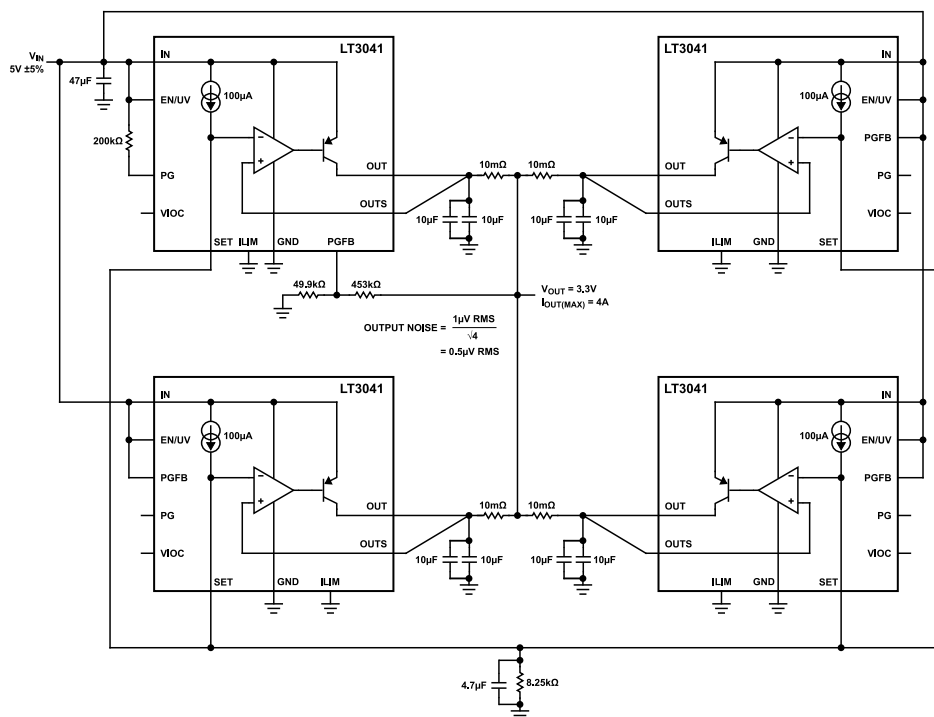 LT3041
IN
VIN
5V ±5%
47µF
EN/UV
100µA
200kΩ
PG
VIOC
OUT
OUTS
SET
ILIM
GND
PGFB
10mΩ
10mΩ
10µF
10µF
10µF
10µF
LT3041
IN
100µA
EN/UV
PGFB
PG
VIOC
OUT
OUTS
ILIM
GND
SET
49.9kΩ
453kΩ
VOUT = 3.3V
IOUT(MAX) = 4A
OUTPUT NOISE = 1µV RMS
√4
= 0.5µV RMS
LT3041
IN
EN/UV
100µA
PGFB
PG
VIOC
OUT
OUTS
SET
GND
ILIM
10mΩ
10mΩ
10µF
10µF
10µF
10µF
LT3041
IN
100µA
EN/UV
PGFB
PG
VIOC
OUT
OUTS
ILIM
GND
SET
4.7µF
8.25kΩ